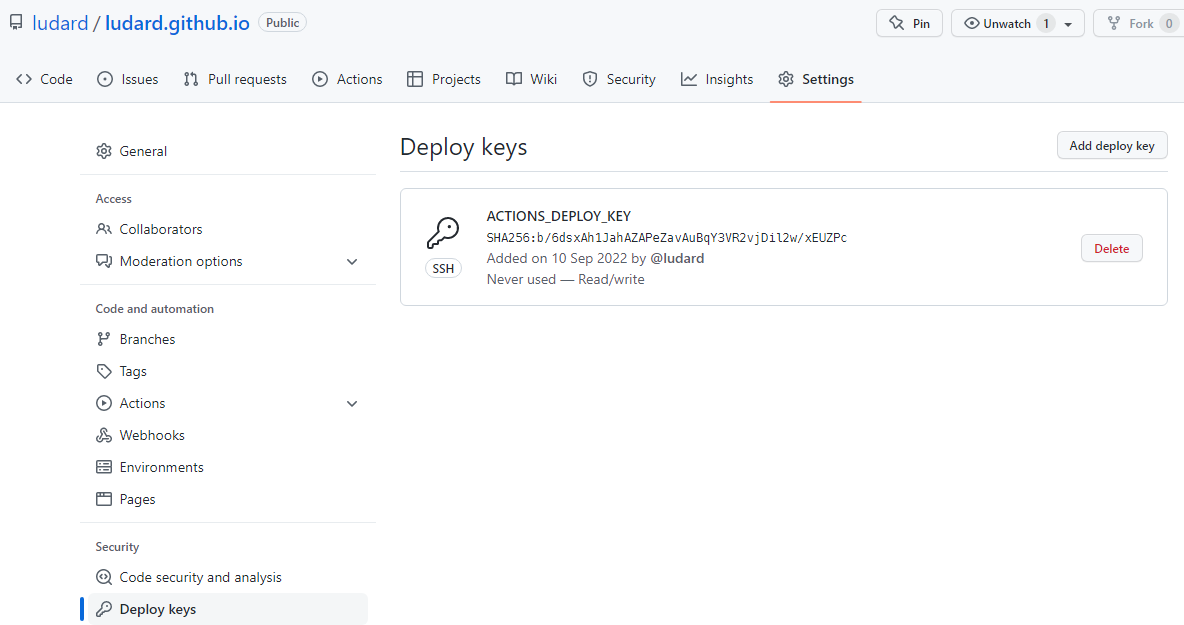 ludard / ludard.github.io Public
Pin Unwatch 1 Fork 0
Code Issues Pull requests Actions Projects Wiki Security Insights Settings
General
Access
Collaborators
Moderation options
Code and automation
Branches
Tags
Actions
Webhooks
Environments
Pages
Security
Code security and analysis
Deploy keys
Deploy keys
Add deploy key
ACTIONS_DEPLOY_KEY
SHA256:b/6dsxAh1JahAZAPeZavAuBqY3VR2vjDil2w/xEUZPc
Added on 10 Sep 2022 by @ludard
Never used — Read/write
SSH
Delete